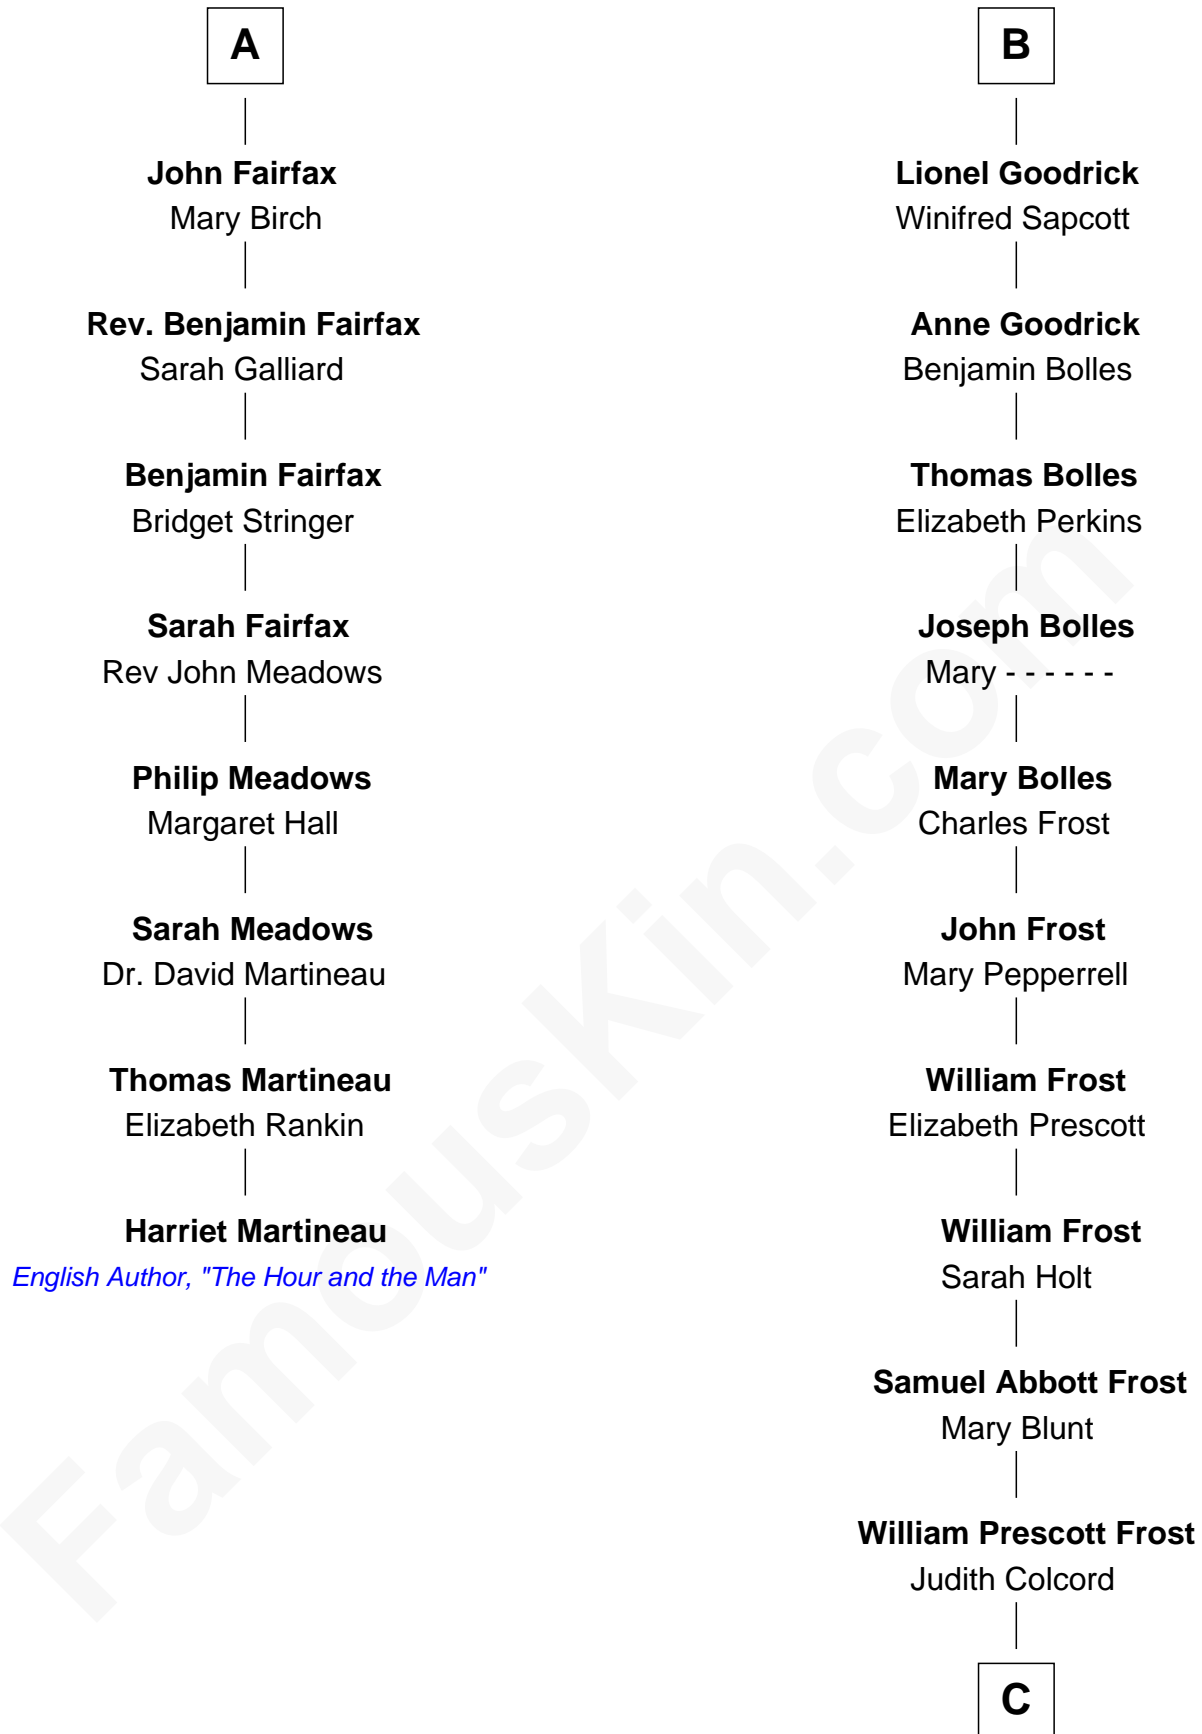 A
John Fairfax
Mary Birch
Rev. Benjamin Fairfax
Sarah Galliard
Benjamin Fairfax
Bridget Stringer
Sarah Fairfax
Rev John Meadows
Philip Meadows
Margaret Hall
Sarah Meadows
Dr. David Martineau
Thomas Martineau
Elizabeth Rankin
Harriet Martineau
English Author, "The Hour and the Man"
B
Lionel Goodrick
Winifred Sapcott
Anne Goodrick
Benjamin Bolles
Thomas Bolles
Elizabeth Perkins
Joseph Bolles
Mary - - - - - -
Mary Bolles
Charles Frost
John Frost
Mary Pepperrell
William Frost
Elizabeth Prescott
William Frost
Sarah Holt
Samuel Abbott Frost
Mary Blunt
William Prescott Frost
Judith Colcord
C
FamousKin.com